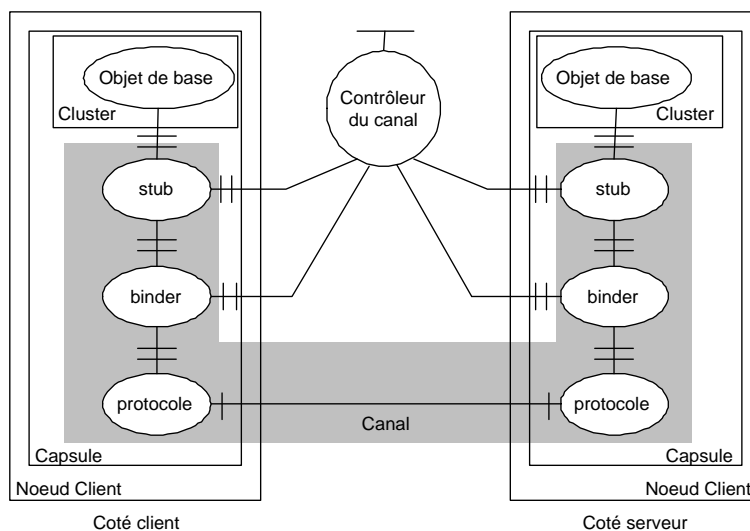 Objet de base
Cluster
stub
binder
protocole
Capsule
Noeud Client
Coté client
Contrôleur
du canal
Canal
Objet de base
Cluster
stub
binder
protocole
Capsule
Noeud Client
Coté serveur